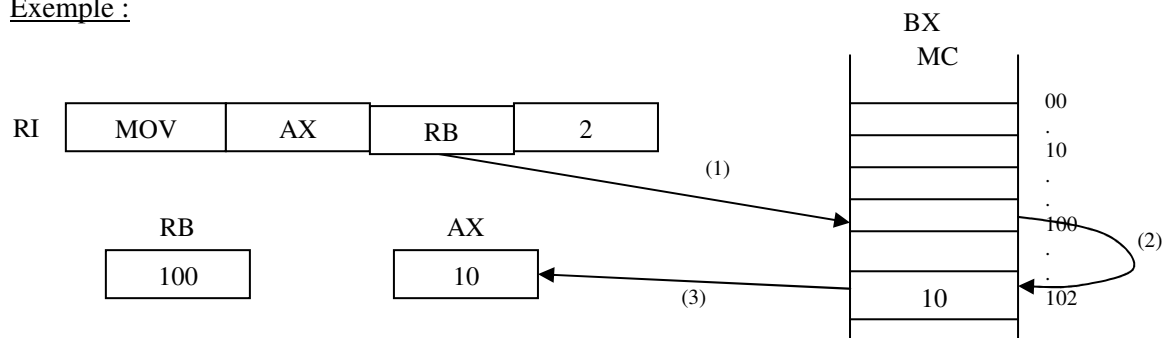 Exemple :
BX
MC
RI MOV AX RB 2
00
.
10
.
.
100
.
.
102
(1)
(2)
(3)
RB
100
AX
10
10